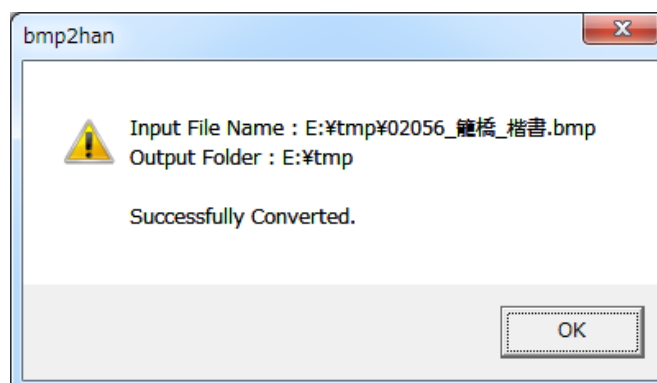 bmp2han
Input File Name : E:¥tmp¥02056_籠橋_楷書.bmp
Output Folder : E:¥tmp
Successfully Converted.
OK